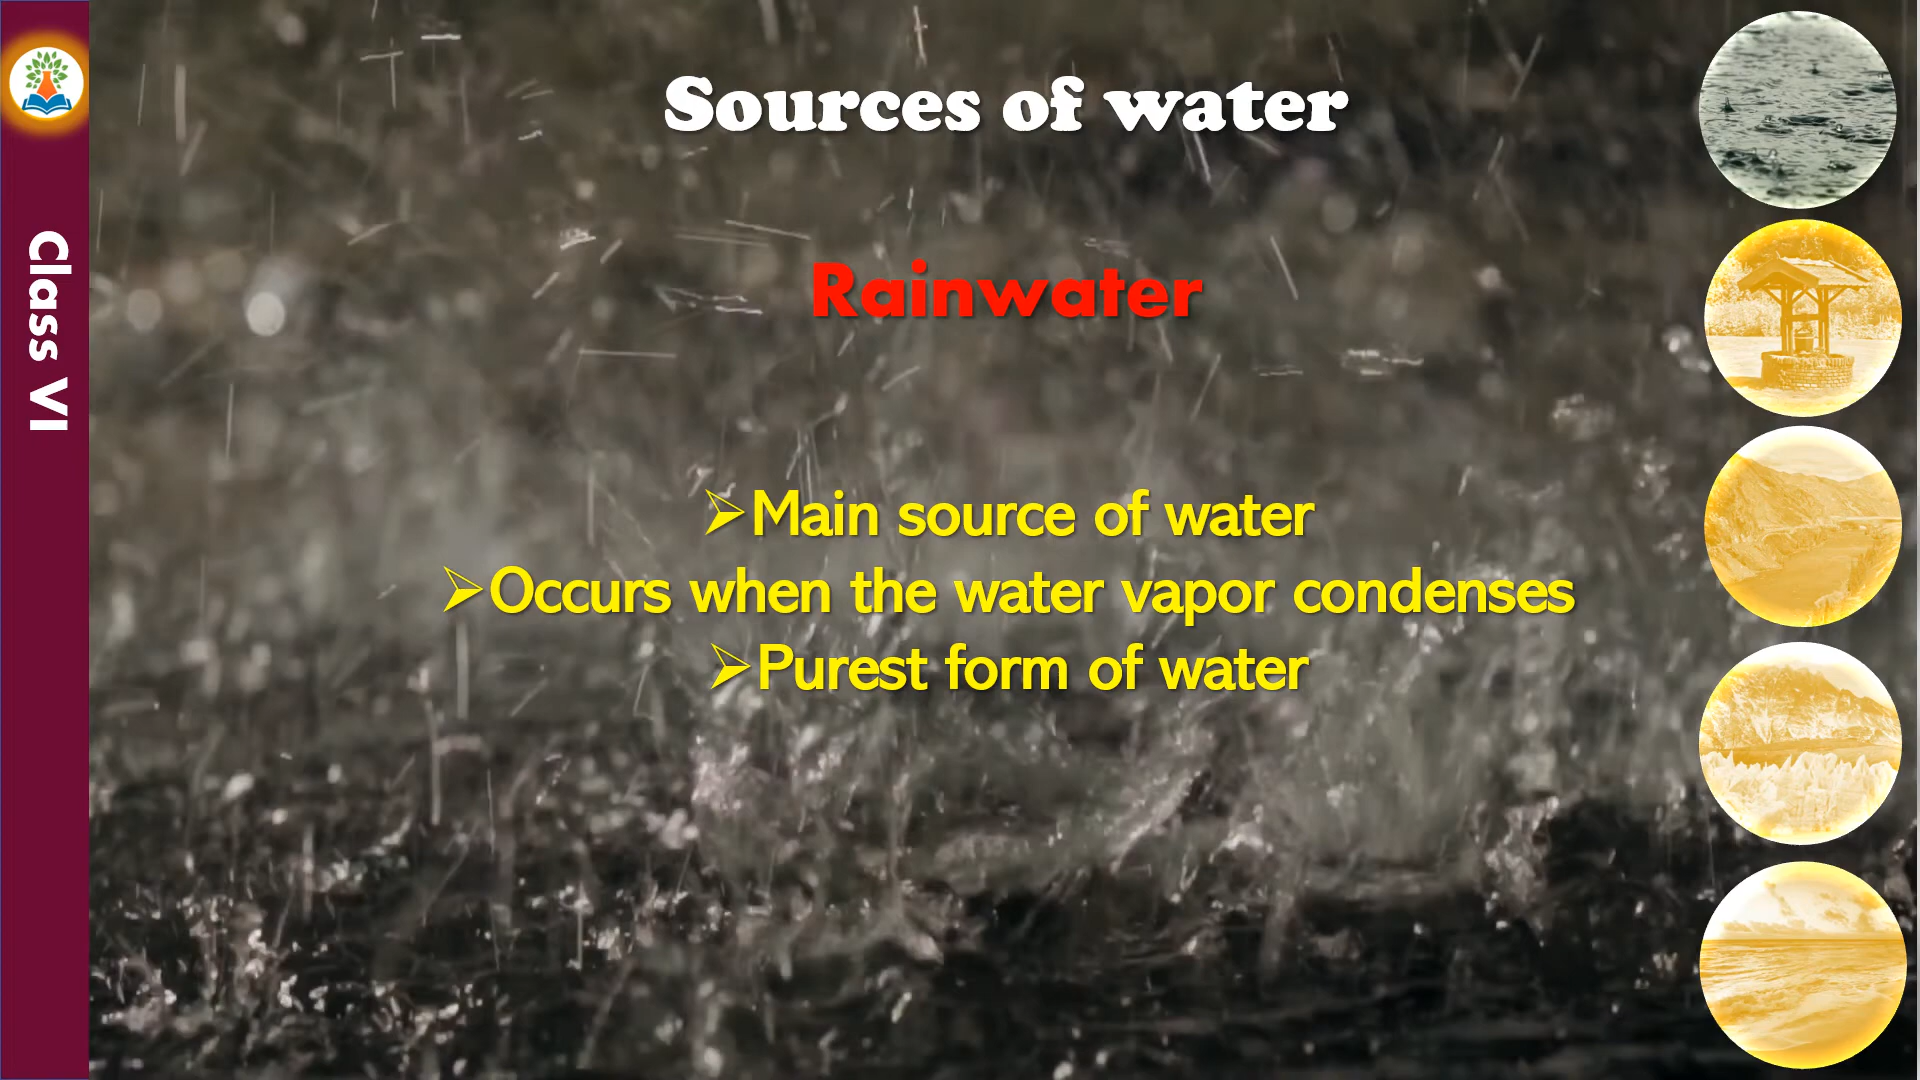 Sources of water
Rainwater
➢Main source of water
➢Occurs when the water vapor condenses
➢Purest form of water
Class VI